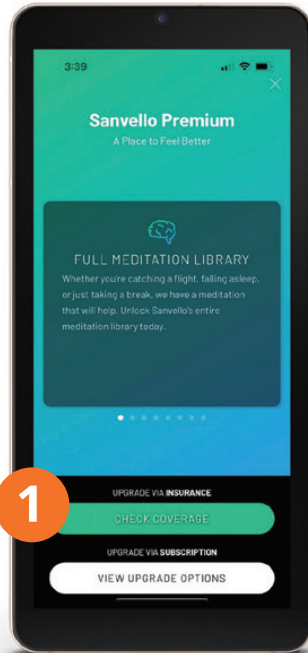 3:39
Sanvello Premium
A Place to Feel Better
FULL MEDITATION LIBRARY
Whether you're catching a flight, falling asleep,
or just taking a break, we have a meditation
that will help. Unlock Sanvello's entire
meditation library today.
1
UPGRADE VIA INSURANCE
CHECK COVERAGE
UPGRADE VIA SUBSCRIPTION
VIEW UPGRADE OPTIONS